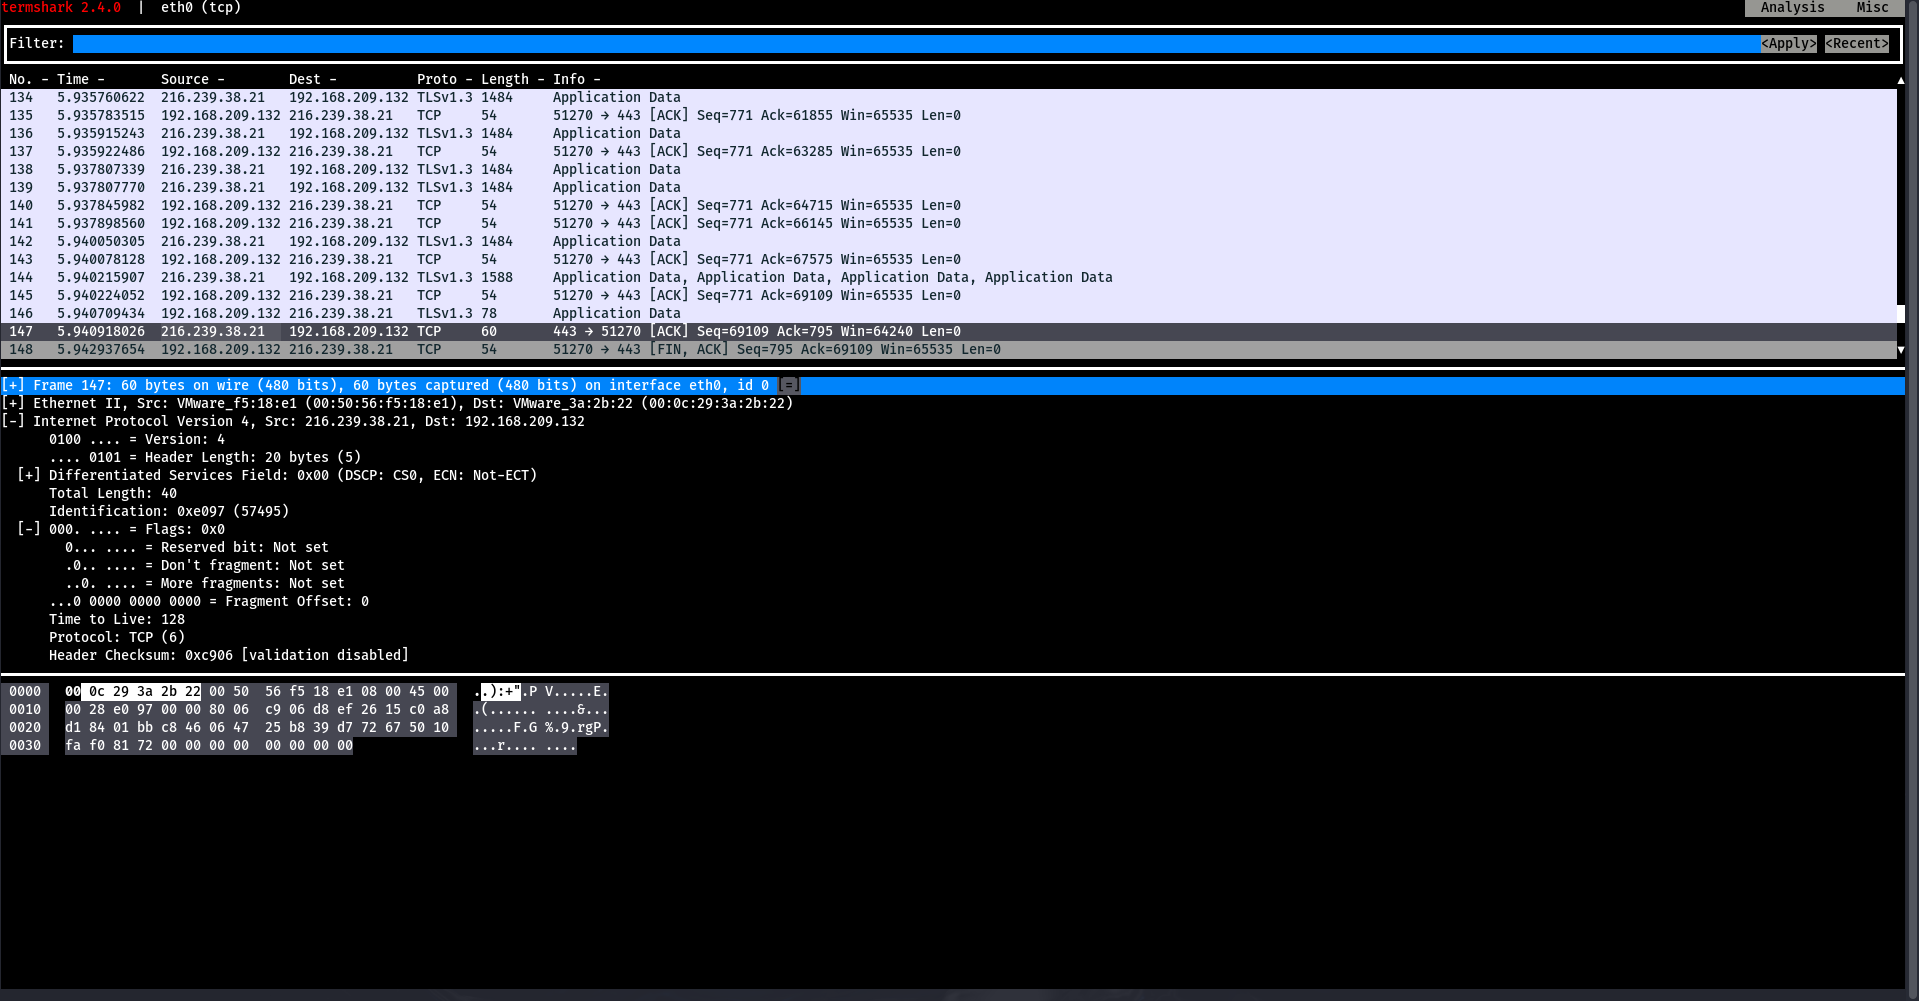 termshark 2.4.0 | eth0 (tcp) Analysis Misc
Filter: <Apply> <Recent>
No. - Time - Source - Dest - Proto - Length - Info -
134 5.935760622 216.239.38.21 192.168.209.132 TLSv1.3 1484 Application Data
135 5.935783515 192.168.209.132 216.239.38.21 TCP 54 51270 → 443 [ACK] Seq=771 Ack=61855 Win=65535 Len=0
136 5.935915243 216.239.38.21 192.168.209.132 TLSv1.3 1484 Application Data
137 5.935922486 192.168.209.132 216.239.38.21 TCP 54 51270 → 443 [ACK] Seq=771 Ack=63285 Win=65535 Len=0
138 5.937807339 216.239.38.21 192.168.209.132 TLSv1.3 1484 Application Data
139 5.937807770 216.239.38.21 192.168.209.132 TLSv1.3 1484 Application Data
140 5.937845982 192.168.209.132 216.239.38.21 TCP 54 51270 → 443 [ACK] Seq=771 Ack=64715 Win=65535 Len=0
141 5.937898560 192.168.209.132 216.239.38.21 TCP 54 51270 → 443 [ACK] Seq=771 Ack=66145 Win=65535 Len=0
142 5.940050305 216.239.38.21 192.168.209.132 TLSv1.3 1484 Application Data
143 5.940078128 192.168.209.132 216.239.38.21 TCP 54 51270 → 443 [ACK] Seq=771 Ack=67575 Win=65535 Len=0
144 5.940215907 216.239.38.21 192.168.209.132 TLSv1.3 1588 Application Data, Application Data, Application Data, Application Data
145 5.940224052 192.168.209.132 216.239.38.21 TCP 54 51270 → 443 [ACK] Seq=771 Ack=69109 Win=65535 Len=0
146 5.940709434 192.168.209.132 216.239.38.21 TLSv1.3 78 Application Data
147 5.940918026 216.239.38.21 192.168.209.132 TCP 60 443 → 51270 [ACK] Seq=69109 Ack=795 Win=64240 Len=0
148 5.942937654 192.168.209.132 216.239.38.21 TCP 54 51270 → 443 [FIN, ACK] Seq=795 Ack=69109 Win=65535 Len=0
[+] Frame 147: 60 bytes on wire (480 bits), 60 bytes captured (480 bits) on interface eth0, id 0 [=]
[+] Ethernet II, Src: VMware_f5:18:e1 (00:50:56:f5:18:e1), Dst: VMware_3a:2b:22 (00:0c:29:3a:2b:22)
[-] Internet Protocol Version 4, Src: 216.239.38.21, Dst: 192.168.209.132
0100 .... = Version: 4
.... 0101 = Header Length: 20 bytes (5)
[+] Differentiated Services Field: 0x00 (DSCP: CS0, ECN: Not-ECT)
Total Length: 40
Identification: 0xe097 (57495)
[-] 000. .... = Flags: 0x0
0... .... = Reserved bit: Not set
.0.. .... = Don't fragment: Not set
..0. .... = More fragments: Not set
...0 0000 0000 0000 = Fragment Offset: 0
Time to Live: 128
Protocol: TCP (6)
Header Checksum: 0xc906 [validation disabled]
0000 00 0c 29 3a 2b 22 00 50 56 f5 18 e1 08 00 45 00 ..):+".P V.....E.
0010 00 28 e0 97 00 00 80 06 c9 06 d8 ef 26 15 c0 a8 .(...... ....&...
0020 d1 84 01 bb c8 46 06 47 25 b8 39 d7 72 67 50 10 .....F.G %.9.rgP.
0030 fa f0 81 72 00 00 00 00 00 00 00 00 ...r.... ....